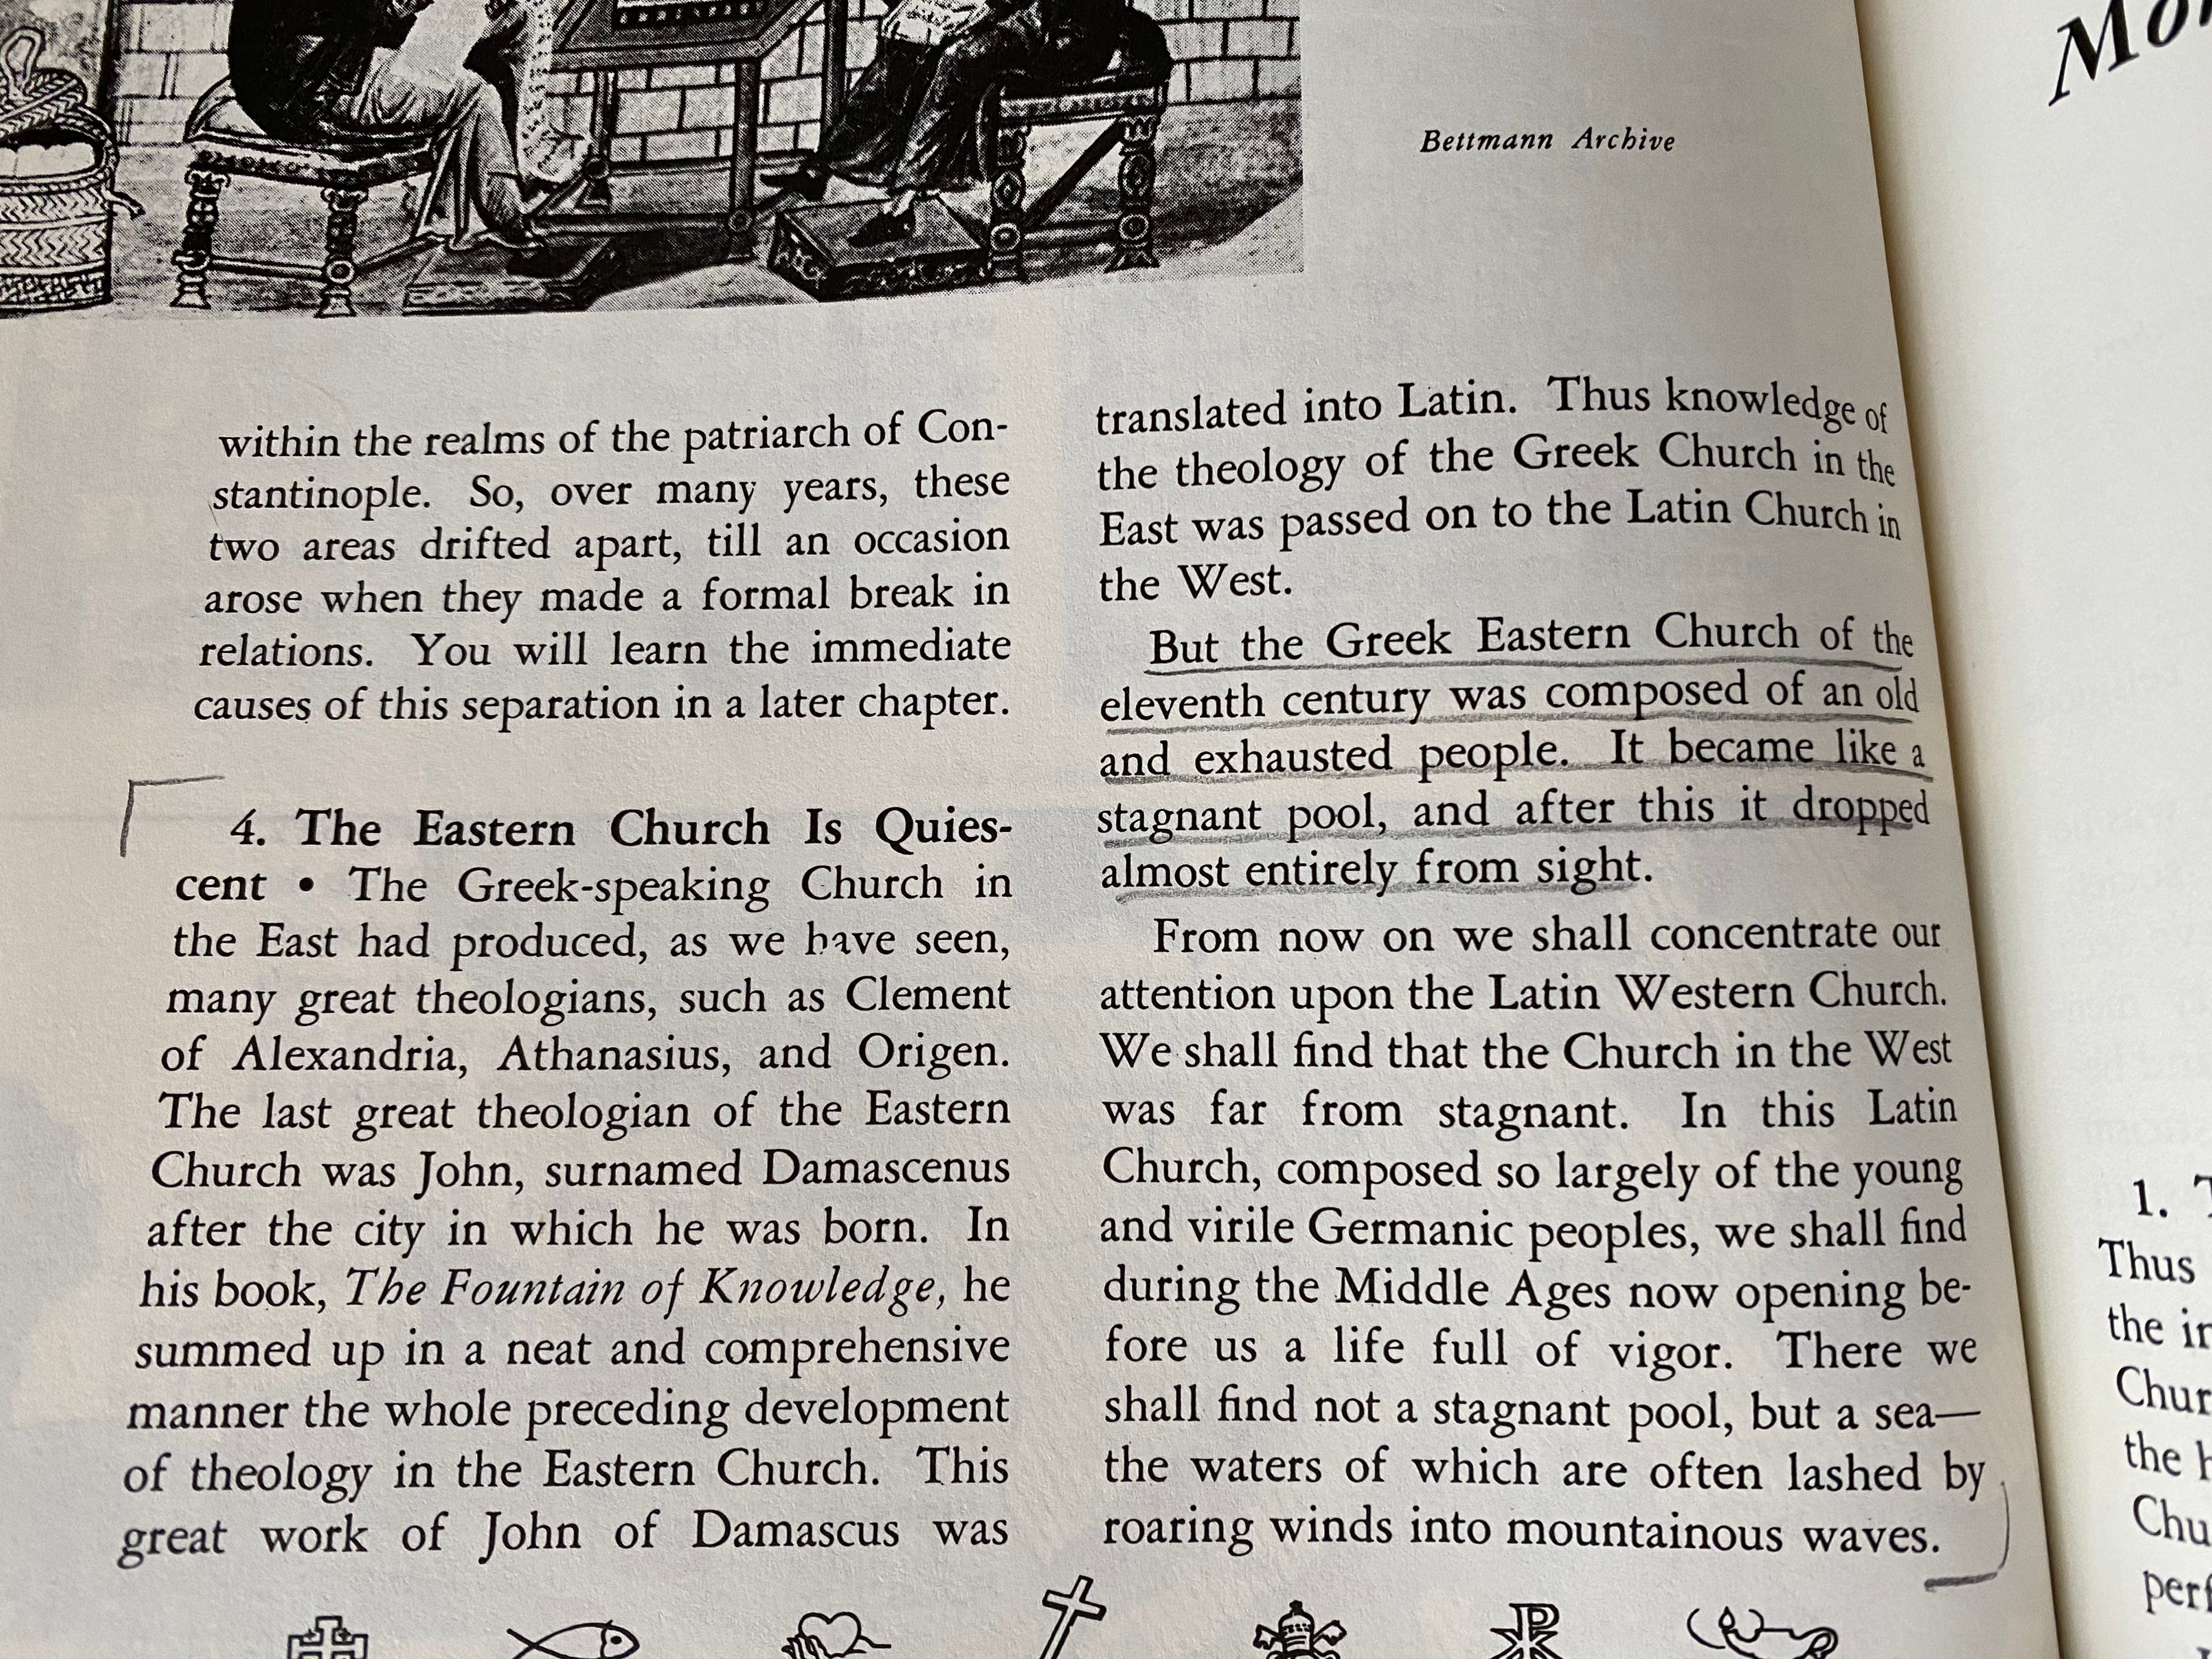 Bettmann Archive
within the realms of the patriarch of Con-
stantinople. So, over many years, these
two areas drifted apart, till an occasion
arose when they made a formal break in
relations. You will learn the immediate
causes of this separation in a later chapter.
4. The Eastern Church Is Quies-
cent • The Greek-speaking Church in
the East had produced, as we have seen,
many great theologians, such as Clement
of Alexandria, Athanasius, and Origen.
The last great theologian of the Eastern
Church was John, surnamed Damascenus
after the city in which he was born. In
his book, The Fountain of Knowledge, he
summed up in a neat and comprehensive
manner the whole preceding development
of theology in the Eastern Church. This
great work of John of Damascus was
translated into Latin. Thus knowledge of
the theology of the Greek Church in the
East was passed on to the Latin Church in
the West.
But the Greek Eastern Church of the
eleventh century was composed of an old
and exhausted people. It became like a
stagnant pool, and after this it dropped
almost entirely from sight.
From now on we shall concentrate our
attention upon the Latin Western Church.
We shall find that the Church in the West
was far from stagnant. In this Latin
Church, composed so largely of the young
and virile Germanic peoples, we shall find
during the Middle Ages now opening be-
fore us a life full of vigor. There we
shall find not a stagnant pool, but a sea—
the waters of which are often lashed by
roaring winds into mountainous waves.
1.
Thus
the
the